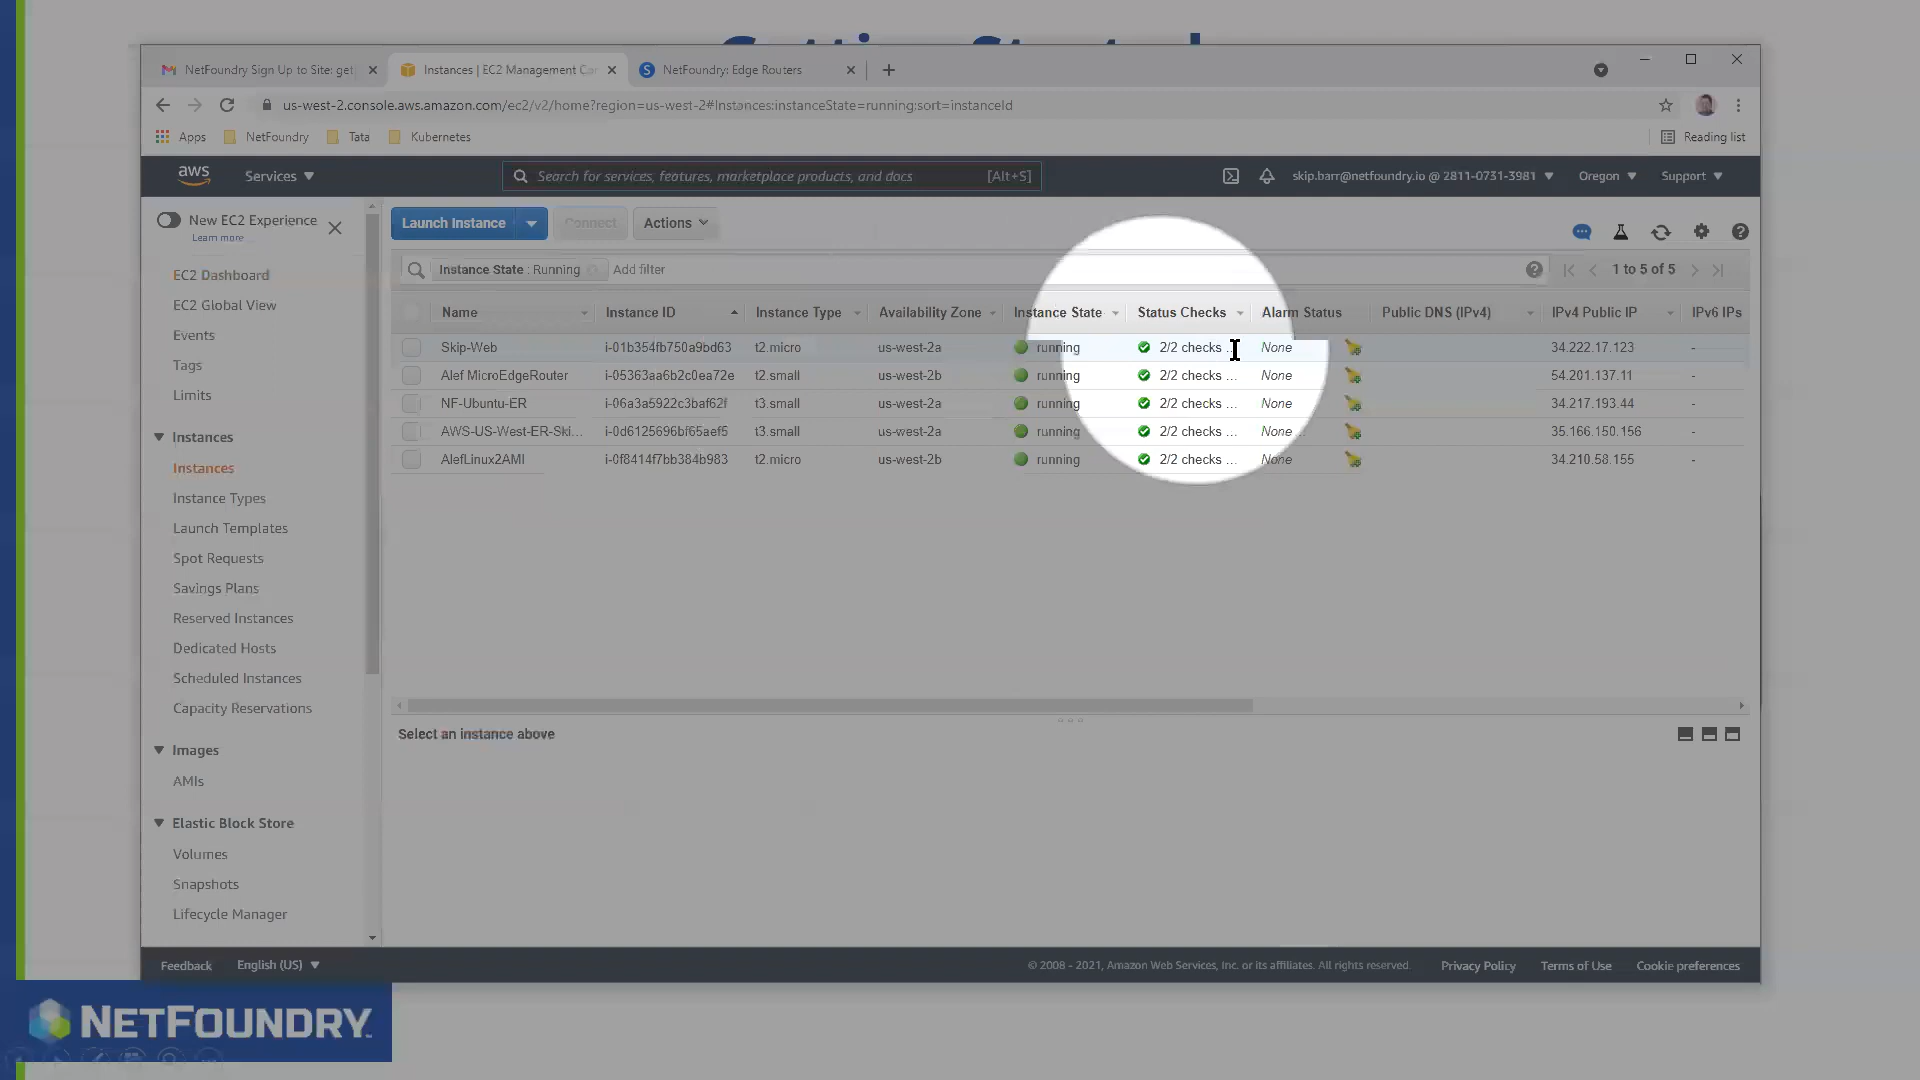 Getting Started
NetFoundry Sign Up to Site: get
Instances | EC2 Management Con
NetFoundry: Edge Routers
us-west-2.console.aws.amazon.com/ec2/v2/home?region=us-west-2#Instances:instanceState=running;sort=instanceId
Apps NetFoundry Tata Kubernetes Reading list
aws Services Search for services, features, marketplace products, and docs [Alt+S] skip.barr@netfoundry.io @ 2811-0731-3981 Oregon Support
New EC2 Experience
Learn more
Launch Instance Connect Actions
EC2 Dashboard
EC2 Global View
Events
Tags
Limits
Instances
Instances
Instance Types
Launch Templates
Spot Requests
Savings Plans
Reserved Instances
Dedicated Hosts
Scheduled Instances
Capacity Reservations
Images
AMIs
Elastic Block Store
Volumes
Snapshots
Lifecycle Manager
Instance State : Running Add filter 1 to 5 of 5
Name Instance ID Instance Type Availability Zone Instance State Status Checks Alarm Status Public DNS (IPv4) IPv4 Public IP IPv6 IPs
Skip-Web i-01b354fb750a9bd63 t2.micro us-west-2a running 2/2 checks ... None 34.222.17.123 -
Alef MicroEdgeRouter i-05363aa6b2c0ea72e t2.small us-west-2b running 2/2 checks ... None 54.201.137.11 -
NF-Ubuntu-ER i-06a3a5922c3baf62f t3.small us-west-2a running 2/2 checks ... None 34.217.193.44 -
AWS-US-West-ER-Ski... i-0d6125696bf65aef5 t3.small us-west-2a running 2/2 checks ... None 35.166.150.156 -
AlefLinux2AMI i-0f8414f7bb384b983 t2.micro us-west-2b running 2/2 checks ... None 34.210.58.155 -
Select an instance above
Feedback English (US) © 2008 - 2021, Amazon Web Services, Inc. or its affiliates. All rights reserved. Privacy Policy Terms of Use Cookie preferences
NETFOUNDRY